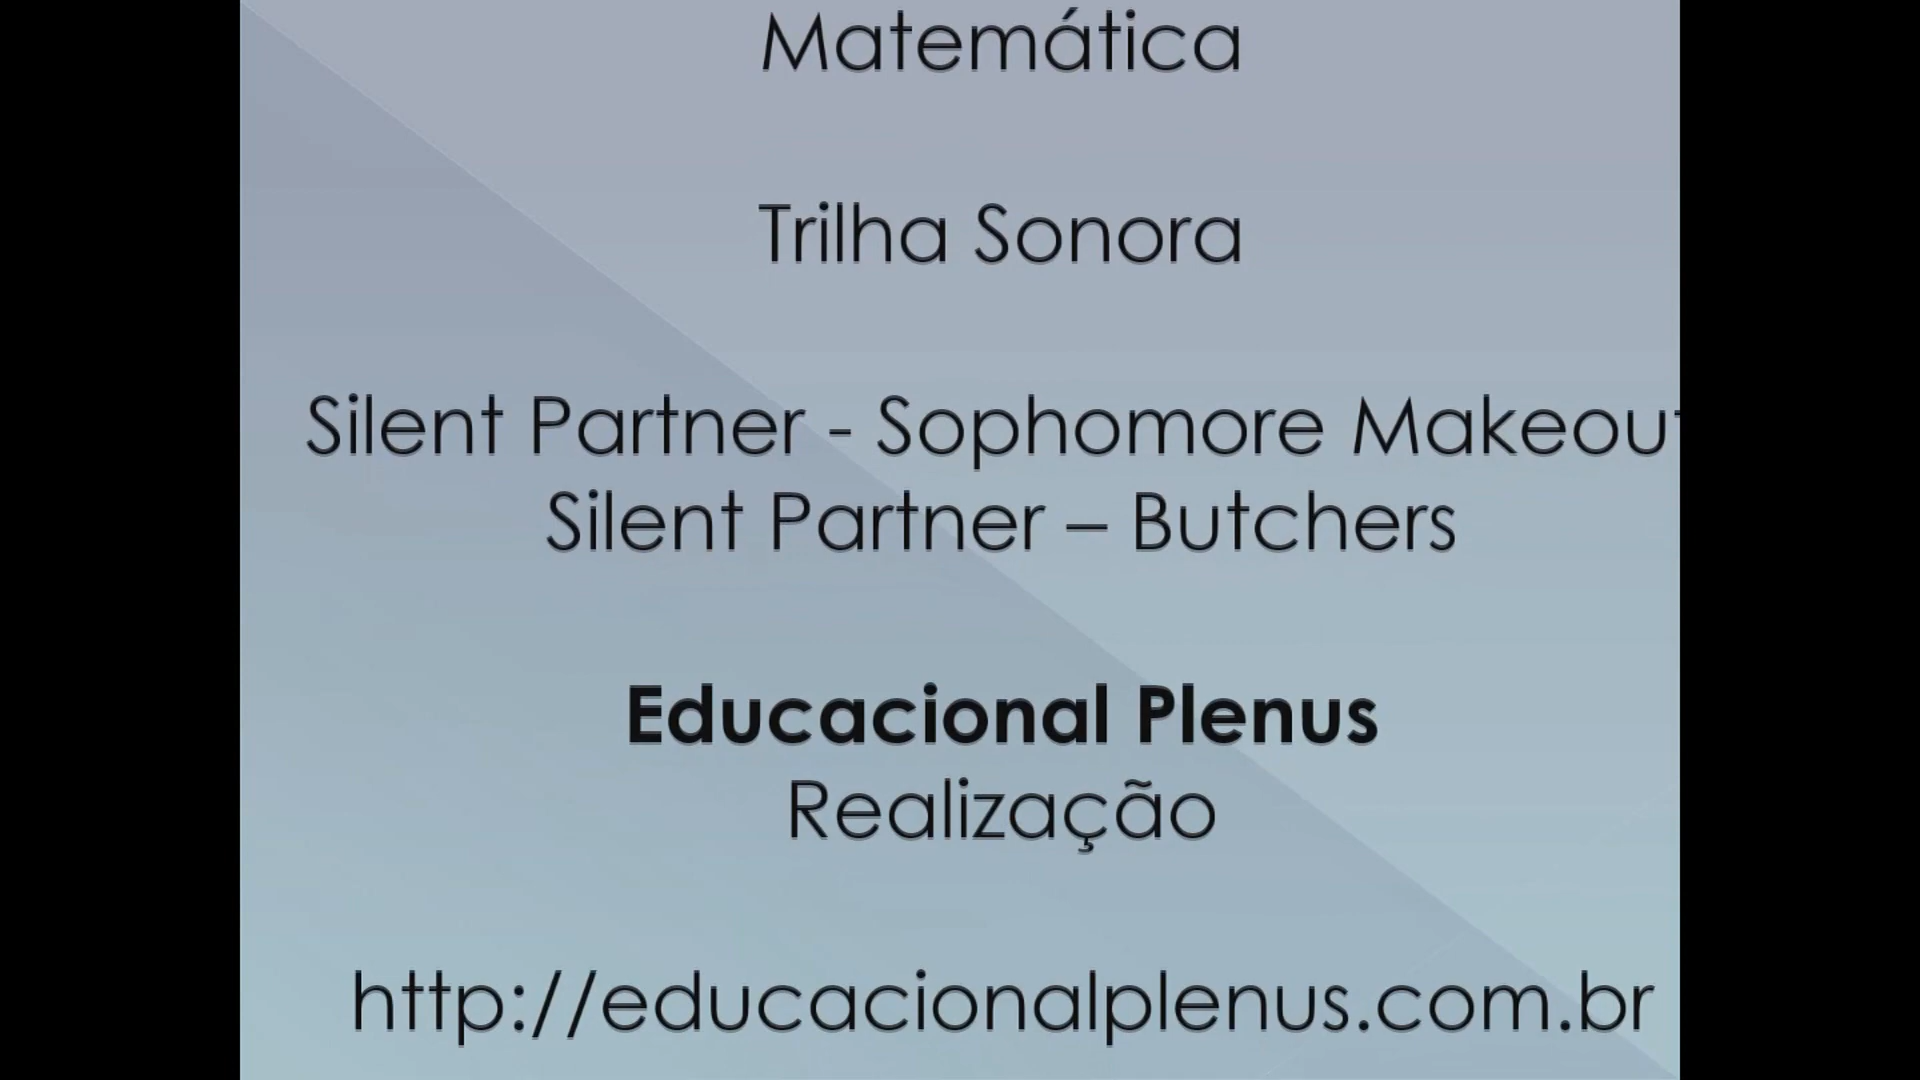 Matemática
Trilha Sonora
Silent Partner - Sophomore Makeout
Silent Partner – Butchers
Educacional Plenus
Realização
http://educacionalplenus.com.br